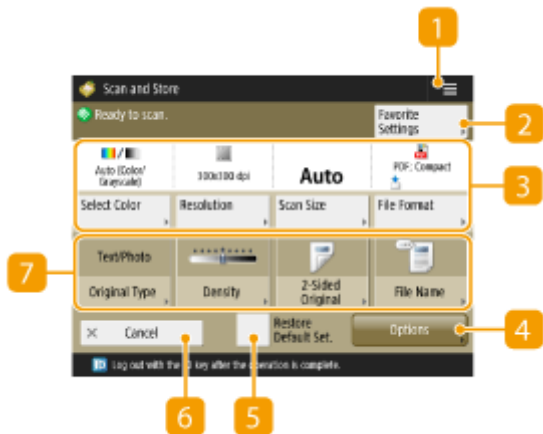 1
Scan and Store
Ready to scan.
Favorite
Settings
2
Auto (Color/
Grayscale)
300x300 dpi
Auto
PDF: Compact
3
Select Color
Resolution
Scan Size
File Format
7
Text/Photo
Original Type
Density
2-Sided
Original
File Name
× Cancel
Restore
Default Set.
Options
4
ID Log out with the ID key after the operation is complete.
6
5